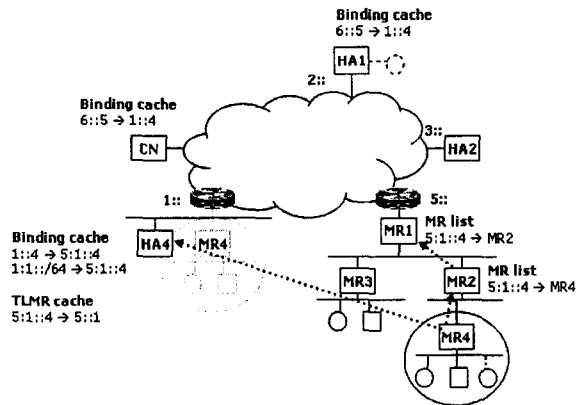 Binding cache
6::5 → 1::4
HA1
2::
Binding cache
6::5 → 1::4
CN
3::
HA2
1::
5::
MR1
MR list
5:1::4 → MR2
HA4
MR4
Binding cache
1::4 → 5:1::4
1:1::/64 → 5:1::4
TLMR cache
5:1::4 → 5::1
MR3
MR2
MR list
5:1::4 → MR4
MR4